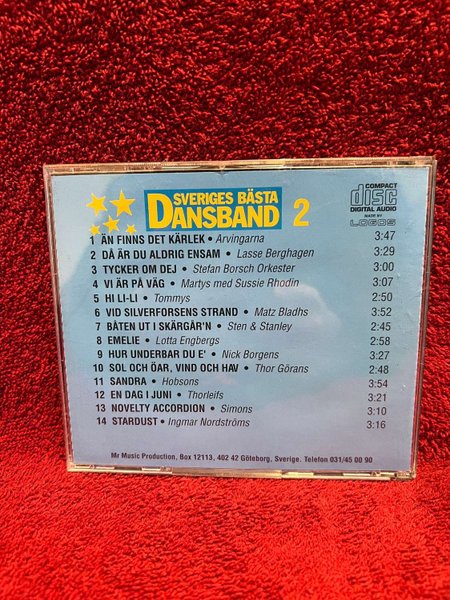 SVERIGES BÄSTA
DANSBAND 2
COMPACT
disc
DIGITAL AUDIO
MADE BY
LOGOS
1 ÄN FINNS DET KÄRLEK • Arvingarna 3:47
2 DÅ ÄR DU ALDRIG ENSAM • Lasse Berghagen 3:29
3 TYCKER OM DEJ • Stefan Borsch Orkester 3:00
4 VI ÄR PÅ VÄG • Martys med Sussie Rhodin 3:07
5 HI LI-LI • Tommys 2:50
6 VID SILVERFORSENS STRAND • Matz Bladhs 3:52
7 BÅTEN UT I SKÄRGÅR'N • Sten & Stanley 2:45
8 EMELIE • Lotta Engbergs 2:58
9 HUR UNDERBAR DU E' • Nick Borgens 3:27
10 SOL OCH ÖAR, VIND OCH HAV • Thor Görans 2:48
11 SANDRA • Hobsons 3:54
12 EN DAG I JUNI • Thorleifs 3:21
13 NOVELTY ACCORDION • Simons 3:10
14 STARDUST • Ingmar Nordströms 3:16
Mr Music Production, Box 12113, 402 42 Göteborg, Sverige. Telefon 031/45 00 90